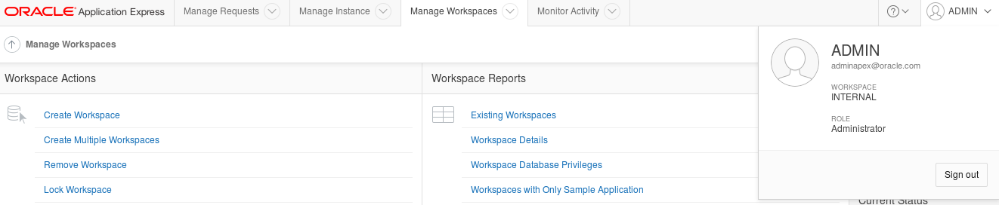 ORACLE Application Express Manage Requests Manage Instance Manage Workspaces Monitor Activity ? ADMIN
Manage Workspaces
Workspace Actions
Create Workspace
Create Multiple Workspaces
Remove Workspace
Lock Workspace
Workspace Reports
Existing Workspaces
Workspace Details
Workspace Database Privileges
Workspaces with Only Sample Application
ADMIN
adminapex@oracle.com
WORKSPACE
INTERNAL
ROLE
Administrator
Sign out
Current Status